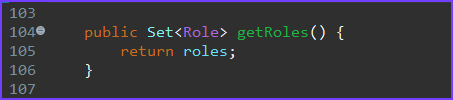 103
104 public Set<Role> getRoles() {
105 return roles;
106 }
107